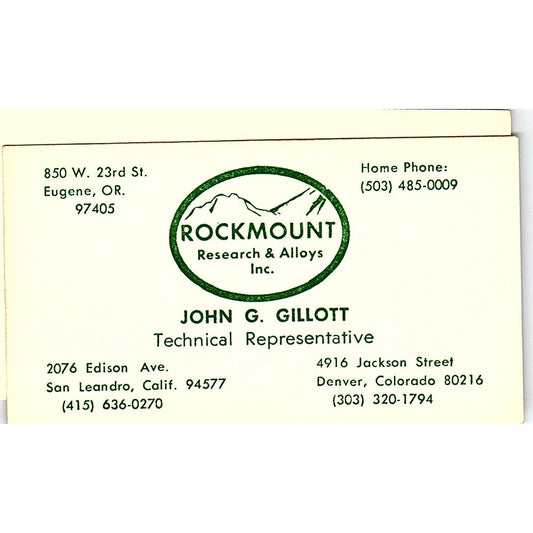 850 W. 23rd St.
Eugene, OR.
97405
Home Phone:
(503) 485-0009
ROCKMOUNT
Research & Alloys
Inc.
JOHN G. GILLOTT
Technical Representative
2076 Edison Ave.
San Leandro, Calif. 94577
(415) 636-0270
4916 Jackson Street
Denver, Colorado 80216
(303) 320-1794